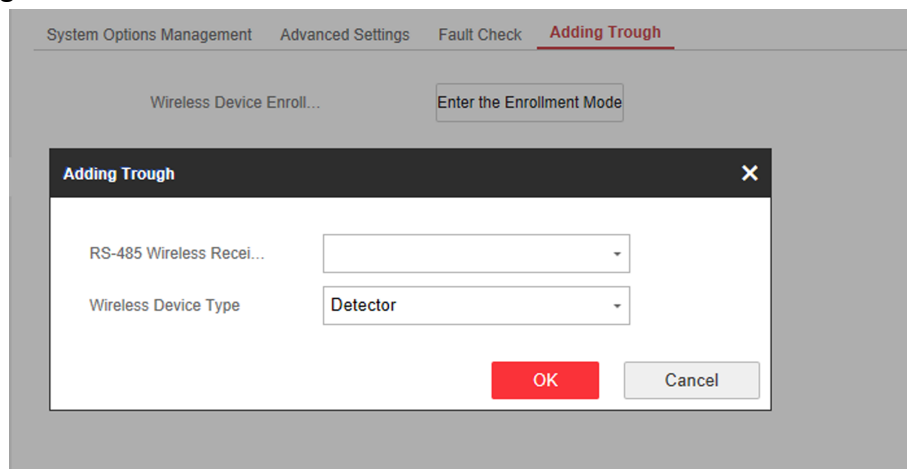 System Options Management Advanced Settings Fault Check Adding Trough
Wireless Device Enroll... Enter the Enrollment Mode
Adding Trough
RS-485 Wireless Recei...
Wireless Device Type Detector
OK Cancel